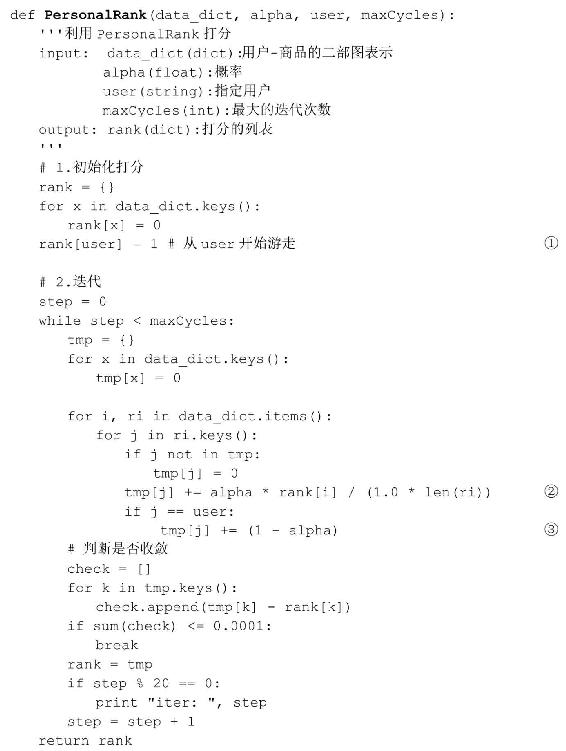 def PersonalRank(data_dict, alpha, user, maxCycles):
    '''利用 PersonalRank 打分
    input:  data_dict(dict):用户-商品的二部图表示
            alpha(float):概率
            user(string):指定用户
            maxCycles(int):最大的迭代次数
    output: rank(dict):打分的列表
    '''
    # 1.初始化打分
    rank = {}
    for x in data_dict.keys():
        rank[x] = 0
    rank[user] = 1 # 从 user 开始游走 ①
    # 2.迭代
    step = 0
    while step < maxCycles:
        tmp = {}
        for x in data_dict.keys():
            tmp[x] = 0
        for i, ri in data_dict.items():
            for j in ri.keys():
                if j not in tmp:
                    tmp[j] = 0
                tmp[j] += alpha * rank[i] / (1.0 * len(ri)) ②
                if j == user:
                    tmp[j] += (1 - alpha) ③
        # 判断是否收敛
        check = []
        for k in tmp.keys():
            check.append(tmp[k] - rank[k])
        if sum(check) <= 0.0001:
            break
        rank = tmp
        if step % 20 == 0:
            print "iter: ", step
        step = step + 1
    return rank